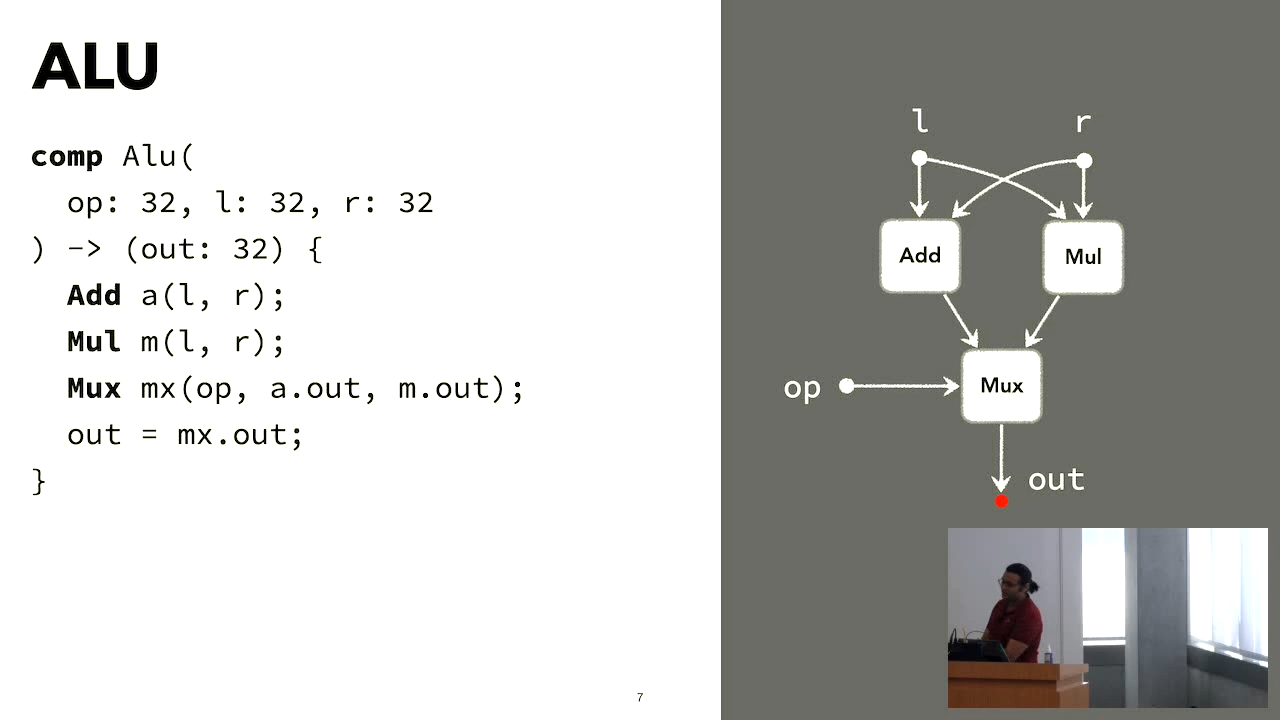 ALU
comp Alu(
op: 32, l: 32, r: 32
) -> (out: 32) {
Add a(l, r);
Mul m(l, r);
Mux mx(op, a.out, m.out);
out = mx.out;
}
l
r
Add
Mul
op
Mux
out
7